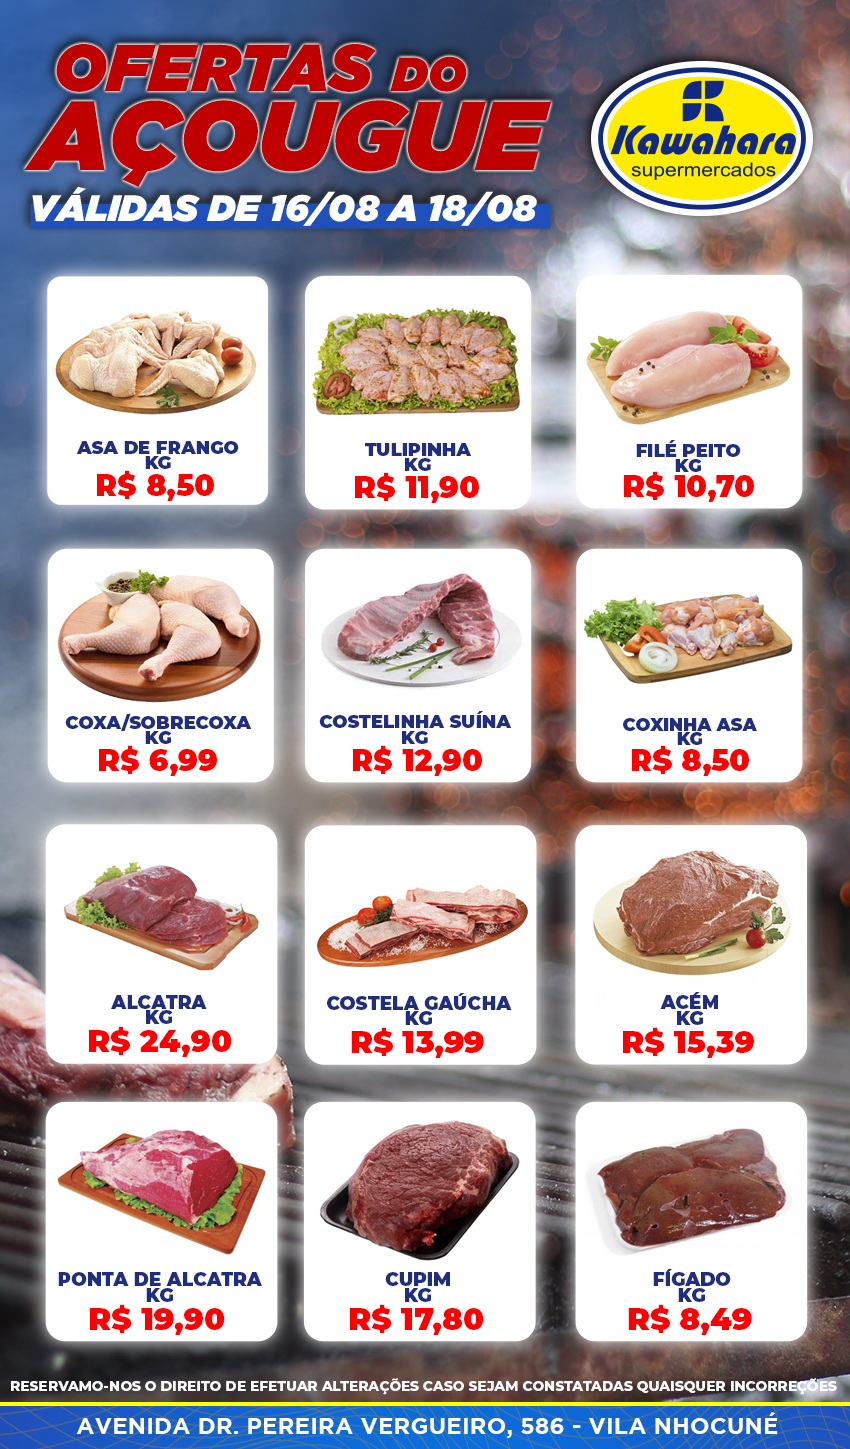 OFERTAS DO
AÇOUGUE
VÁLIDAS DE 16/08 A 18/08
Kawahara
supermercados
ASA DE FRANGO
KG
R$ 8,50
TULIPINHA
KG
R$ 11,90
FILÉ PEITO
KG
R$ 10,70
COXA/SOBRECOXA
KG
R$ 6,99
COSTELINHA SUÍNA
KG
R$ 12,90
COXINHA ASA
KG
R$ 8,50
ALCATRA
KG
R$ 24,90
COSTELA GAÚCHA
KG
R$ 13,99
ACÉM
KG
R$ 15,39
PONTA DE ALCATRA
KG
R$ 19,90
CUPIM
KG
R$ 17,80
FÍGADO
KG
R$ 8,49
RESERVAMO-NOS O DIREITO DE EFETUAR ALTERAÇÕES CASO SEJAM CONSTATADAS QUAISQUER INCORREÇÕES
AVENIDA DR. PEREIRA VERGUEIRO, 586 - VILA NHOCUNÉ